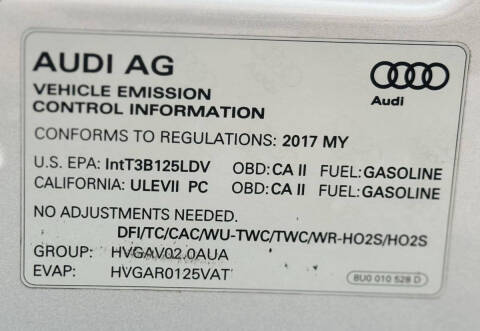 AUDI AG
Audi
VEHICLE EMISSION
CONTROL INFORMATION
CONFORMS TO REGULATIONS: 2017 MY
U.S. EPA: IntT3B125LDV OBD: CA II FUEL: GASOLINE
CALIFORNIA: ULEVII PC OBD: CA II FUEL: GASOLINE
NO ADJUSTMENTS NEEDED.
DFI/TC/CAC/WU-TWC/TWC/WR-HO2S/HO2S
GROUP: HVGAV02.0AUA
EVAP: HVGAR0125VAT
8U0 010 528 D